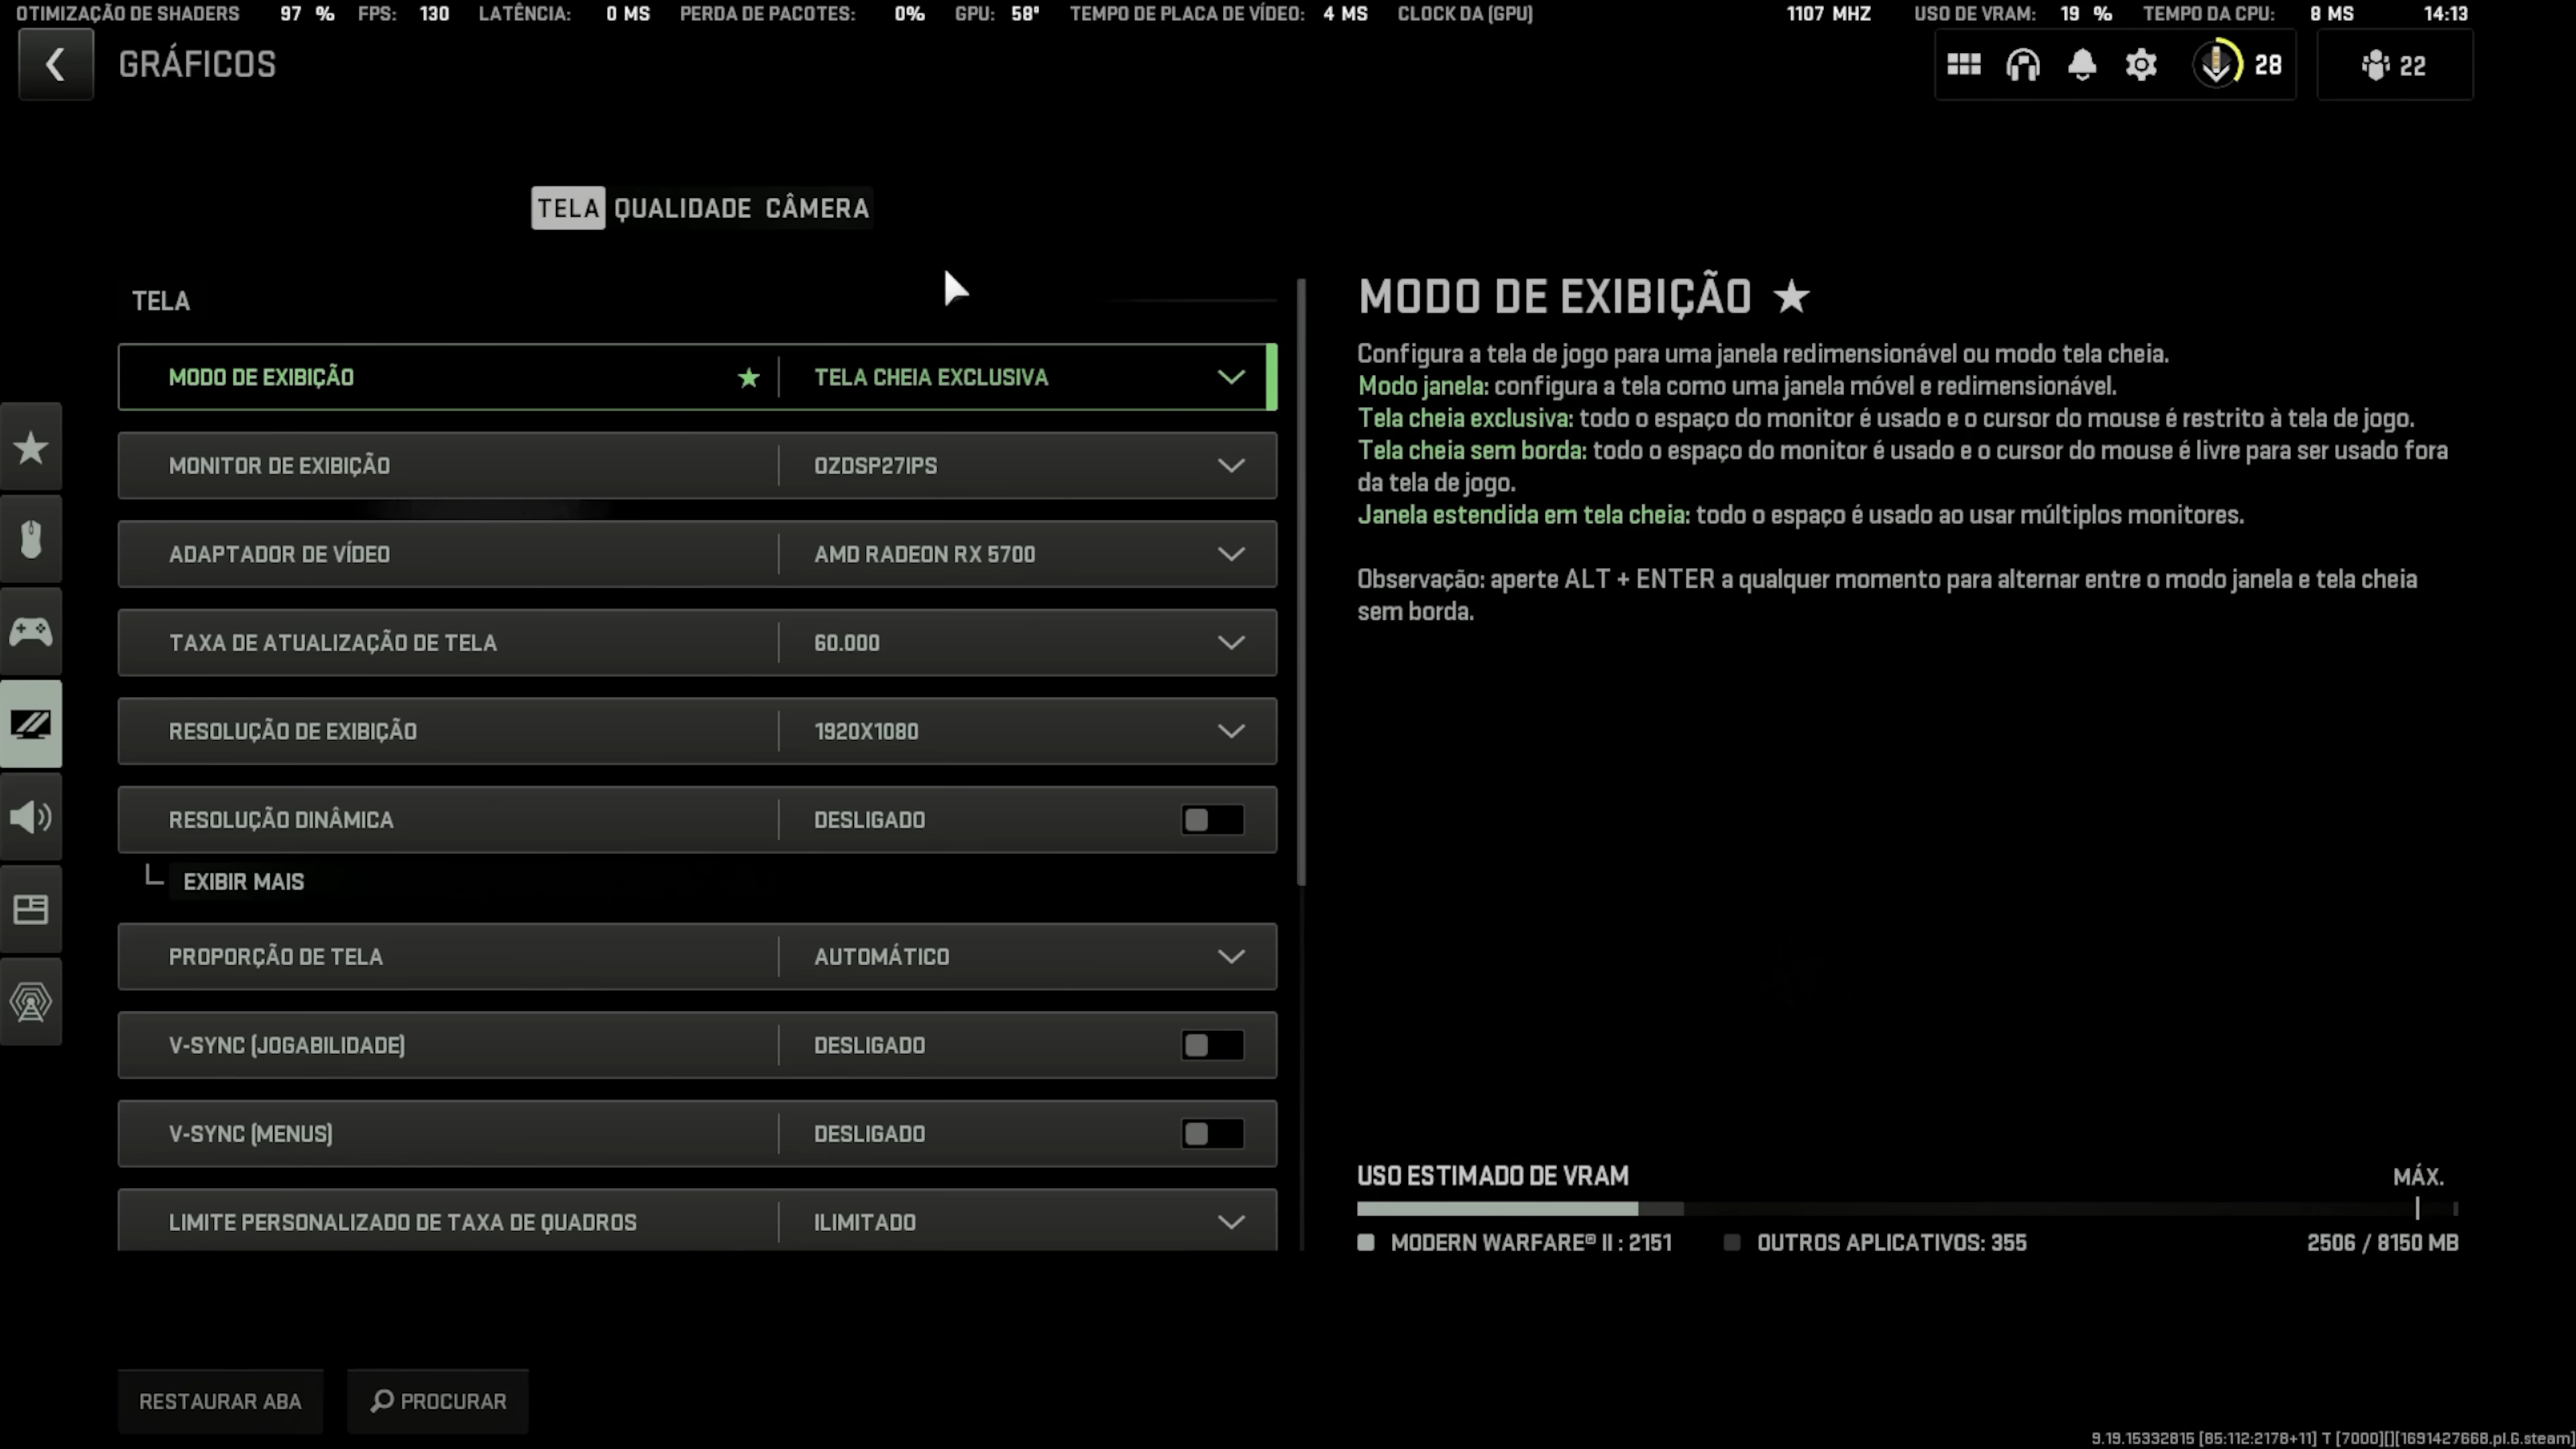 OTIMIZAÇÃO DE SHADERS 97 % FPS: 130 LATÊNCIA: 0 MS PERDA DE PACOTES: 0% GPU: 58° TEMPO DE PLACA DE VÍDEO: 4 MS CLOCK DA (GPU) 1107 MHZ USO DE VRAM: 19 % TEMPO DA CPU: 8 MS 14:13
GRÁFICOS
28
22
TELA QUALIDADE CÂMERA
TELA
MODO DE EXIBIÇÃO TELA CHEIA EXCLUSIVA
MONITOR DE EXIBIÇÃO OZDSP27IPS
ADAPTADOR DE VÍDEO AMD RADEON RX 5700
TAXA DE ATUALIZAÇÃO DE TELA 60.000
RESOLUÇÃO DE EXIBIÇÃO 1920X1080
RESOLUÇÃO DINÂMICA DESLIGADO
EXIBIR MAIS
PROPORÇÃO DE TELA AUTOMÁTICO
V-SYNC (JOGABILIDADE) DESLIGADO
V-SYNC (MENUS) DESLIGADO
LIMITE PERSONALIZADO DE TAXA DE QUADROS ILIMITADO
MODO DE EXIBIÇÃO ★
Configura a tela de jogo para uma janela redimensionável ou modo tela cheia.
Modo janela: configura a tela como uma janela móvel e redimensionável.
Tela cheia exclusiva: todo o espaço do monitor é usado e o cursor do mouse é restrito à tela de jogo.
Tela cheia sem borda: todo o espaço do monitor é usado e o cursor do mouse é livre para ser usado fora
da tela de jogo.
Janela estendida em tela cheia: todo o espaço é usado ao usar múltiplos monitores.
Observação: aperte ALT + ENTER a qualquer momento para alternar entre o modo janela e tela cheia
sem borda.
USO ESTIMADO DE VRAM MÁX.
MODERN WARFARE® II : 2151 OUTROS APLICATIVOS: 355 2506 / 8150 MB
RESTAURAR ABA PROCURAR
9.19.15332815 [85:112:2178+11] T [7000][][1691427668.pl.G.steam]